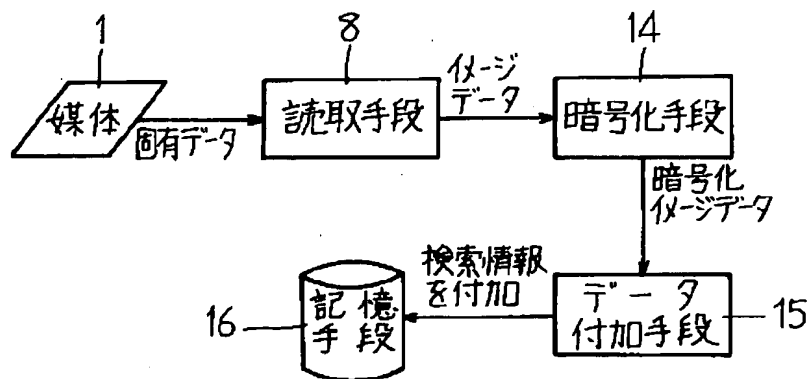 1
媒体
固有データ
8
読取手段
イメージ
データ
14
暗号化手段
暗号化
イメージデータ
データ
付加手段
15
検索情報
を付加
記憶
手段
16